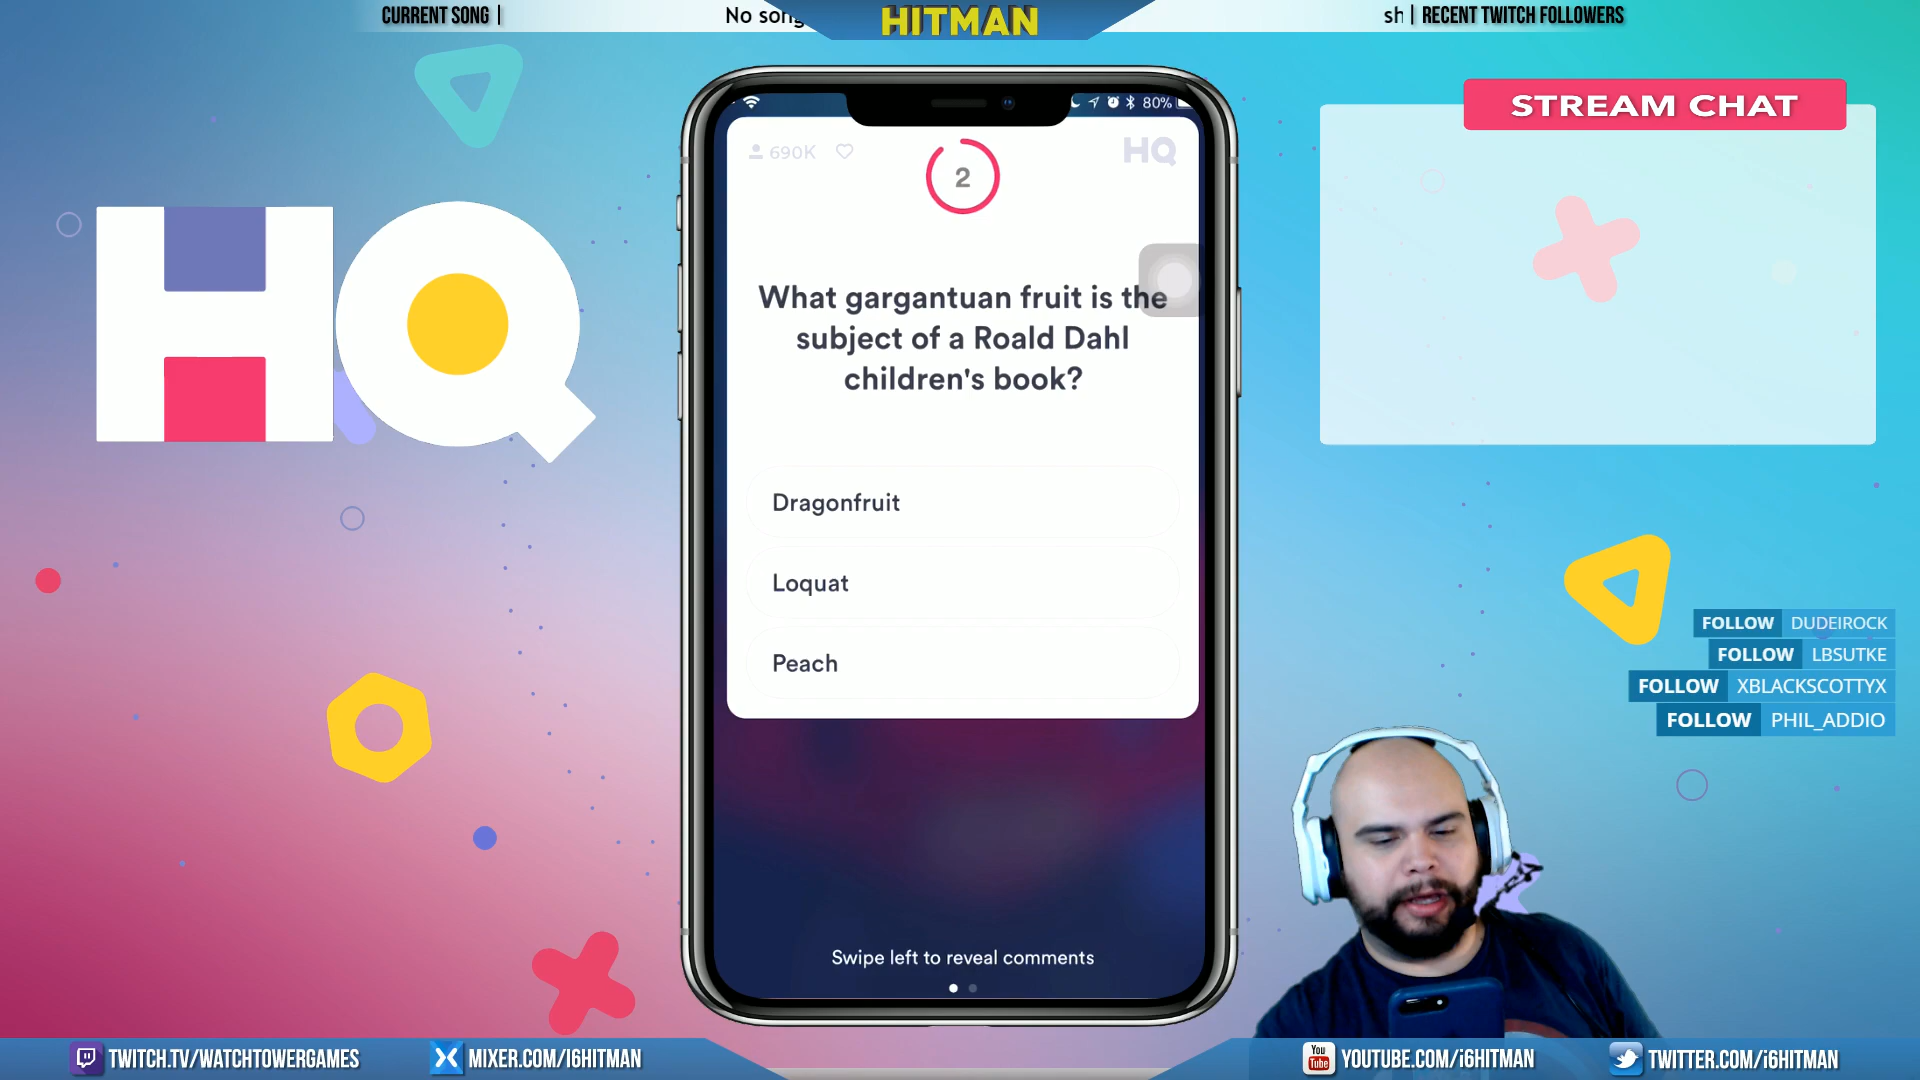 CURRENT SONG |
No song
HITMAN
sh | RECENT TWITCH FOLLOWERS
STREAM CHAT
80%
690K
HQ
2
What gargantuan fruit is the
subject of a Roald Dahl
children's book?
Dragonfruit
Loquat
Peach
Swipe left to reveal comments
HQ
FOLLOW DUDEIROCK
FOLLOW LBSUTKE
FOLLOW XBLACKSCOTTYX
FOLLOW PHIL_ADDIO
TWITCH.TV/WATCHTOWERGAMES
MIXER.COM/I6HITMAN
You Tube YOUTUBE.COM/i6HITMAN
TWITTER.COM/i6HITMAN